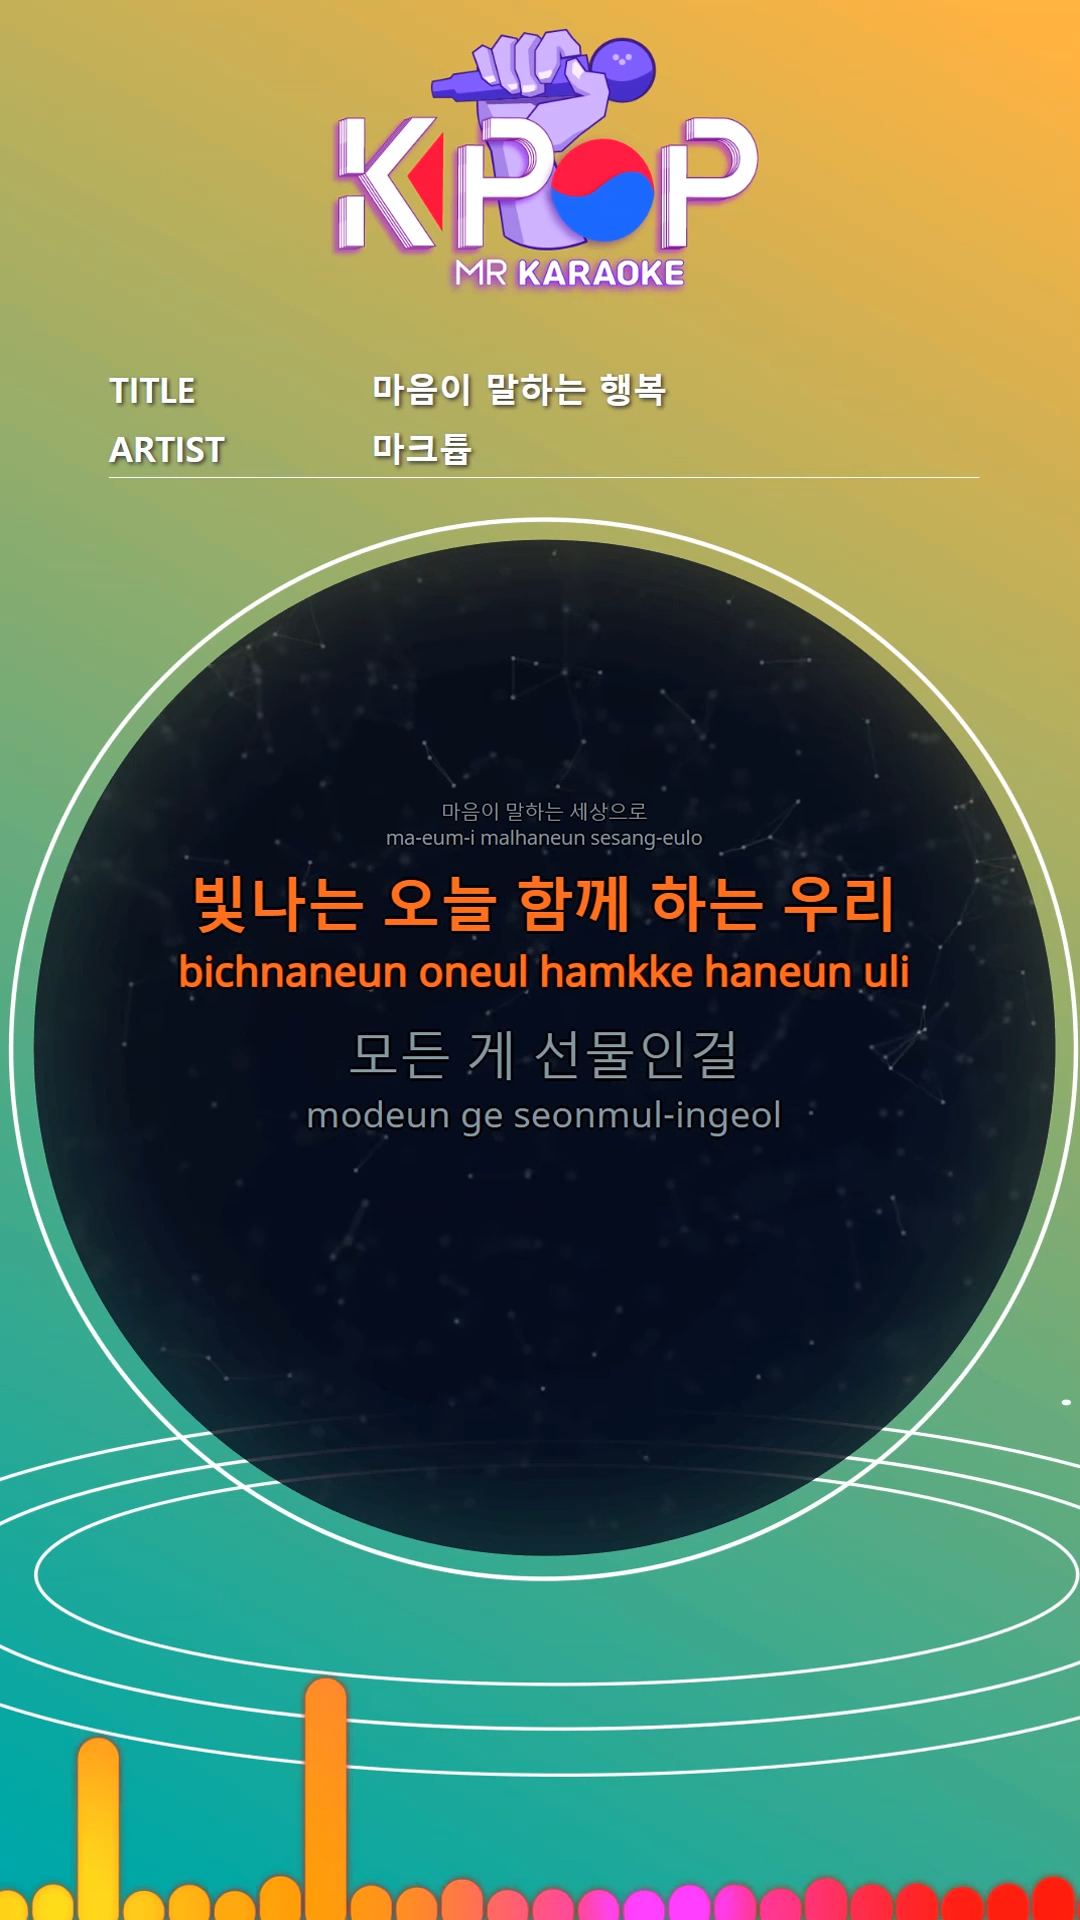 KPOP
MR KARAOKE
TITLE 마음이 말하는 행복
ARTIST 마크툽
마음이 말하는 세상으로
ma-eum-i malhaneun sesang-eulo
빛나는 오늘 함께 하는 우리
bichnaneun oneul hamkke haneun uli
모든 게 선물인걸
modeun ge seonmul-ingeol